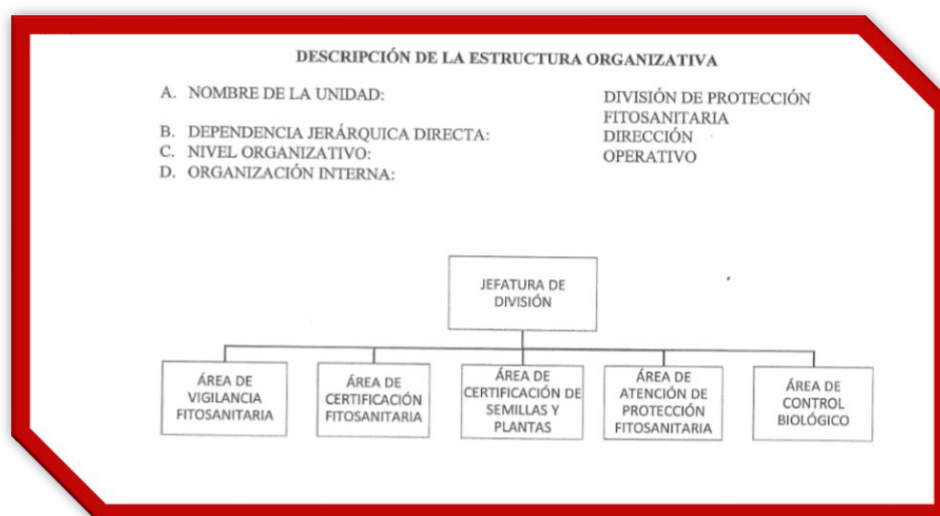 DESCRIPCIÓN DE LA ESTRUCTURA ORGANIZATIVA
A. NOMBRE DE LA UNIDAD: DIVISIÓN DE PROTECCIÓN
FITOSANITARIA
B. DEPENDENCIA JERÁRQUICA DIRECTA: DIRECCIÓN
C. NIVEL ORGANIZATIVO: OPERATIVO
D. ORGANIZACIÓN INTERNA:
JEFATURA DE
DIVISIÓN
ÁREA DE
VIGILANCIA
FITOSANITARIA
ÁREA DE
CERTIFICACIÓN
FITOSANITARIA
ÁREA DE
CERTIFICACIÓN DE
SEMILLAS Y
PLANTAS
ÁREA DE
ATENCIÓN DE
PROTECCIÓN
FITOSANITARIA
ÁREA DE
CONTROL
BIOLÓGICO